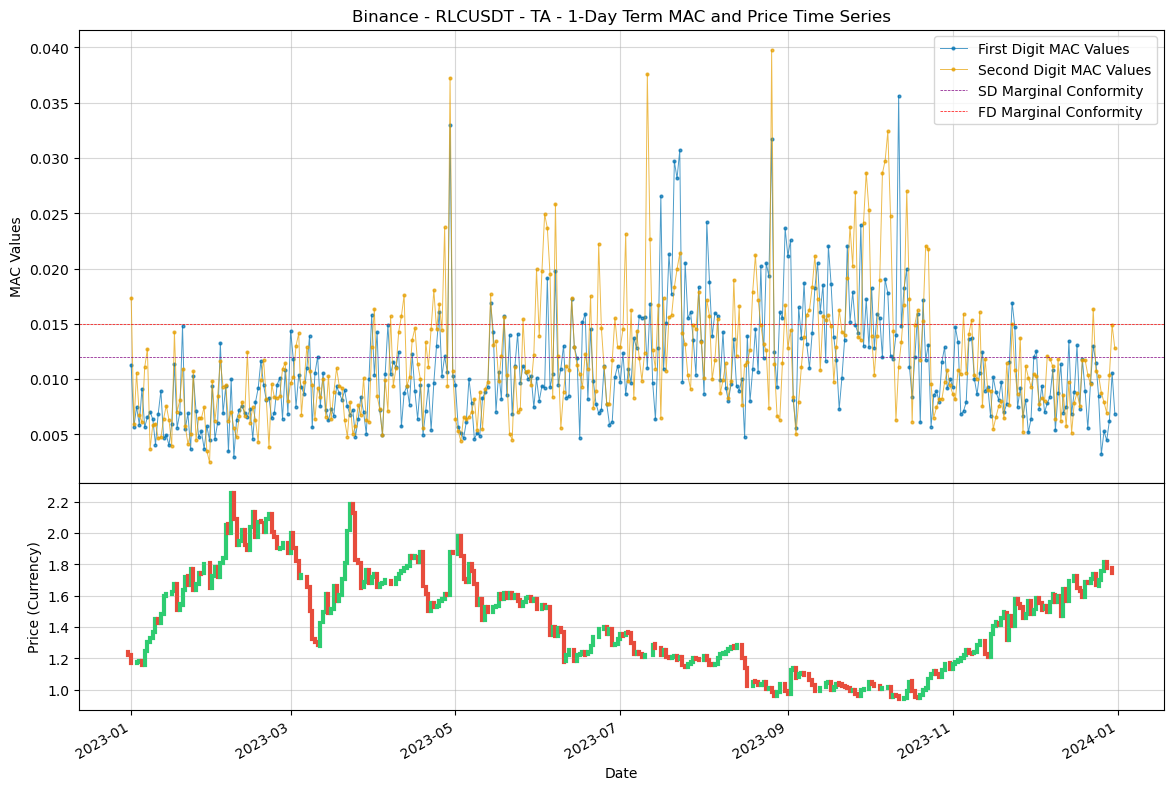 Binance - RLCUSDT - TA - 1-Day Term MAC and Price Time Series
First Digit MAC Values
Second Digit MAC Values
SD Marginal Conformity
FD Marginal Conformity
MAC Values
0.040
0.035
0.030
0.025
0.020
0.015
0.010
0.005
Price (Currency)
2.2
2.0
1.8
1.6
1.4
1.2
1.0
2023-01
2023-03
2023-05
2023-07
2023-09
2023-11
2024-01
Date